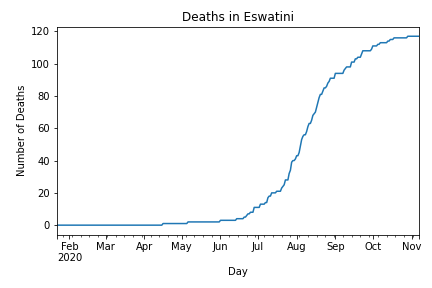 Deaths in Eswatini
Number of Deaths
120
100
80
60
40
20
0
Feb Mar Apr May Jun Jul Aug Sep Oct Nov
2020
Day